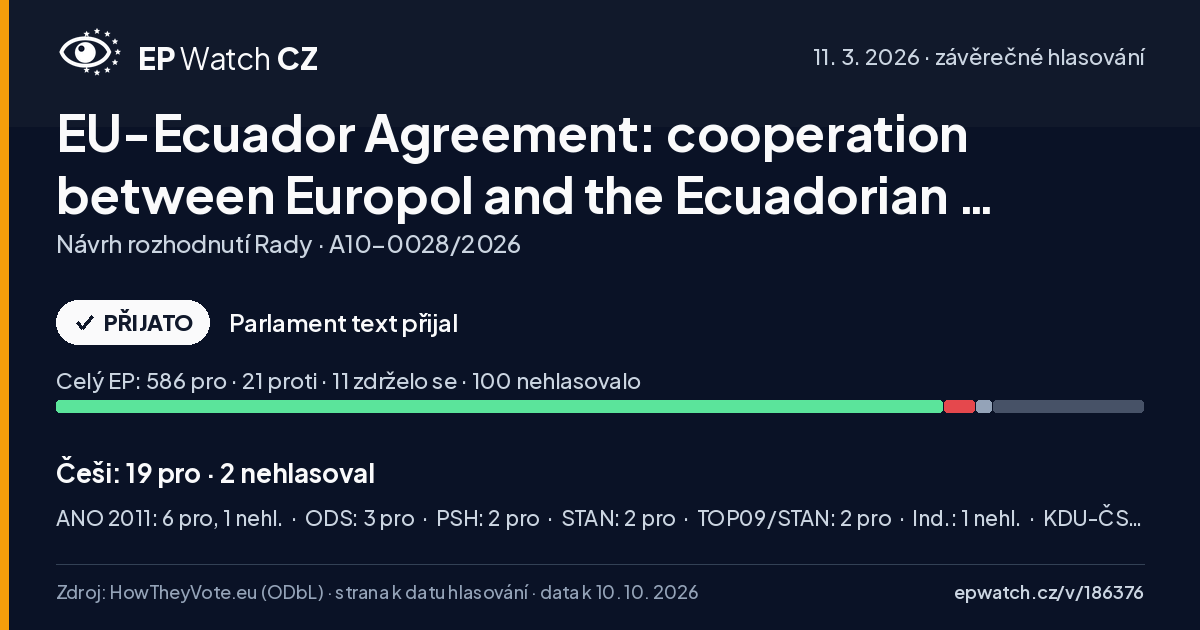 EP Watch CZ
11. 3. 2026 · závěrečné hlasování
EU-Ecuador Agreement: cooperation
between Europol and the Ecuadorian …
Návrh rozhodnutí Rady · A10-0028/2026
✓ PŘIJATO
Parlament text přijal
Celý EP: 586 pro · 21 proti · 11 zdrželo se · 100 nehlasovalo
Češi: 19 pro · 2 nehlasoval
ANO 2011: 6 pro, 1 nehl. · ODS: 3 pro · PSH: 2 pro · STAN: 2 pro · TOP09/STAN: 2 pro · Ind.: 1 nehl. · KDU-ČS…
Zdroj: HowTheyVote.eu (ODbL) · strana k datu hlasování · data k 10. 10. 2026
epwatch.cz/v/186376